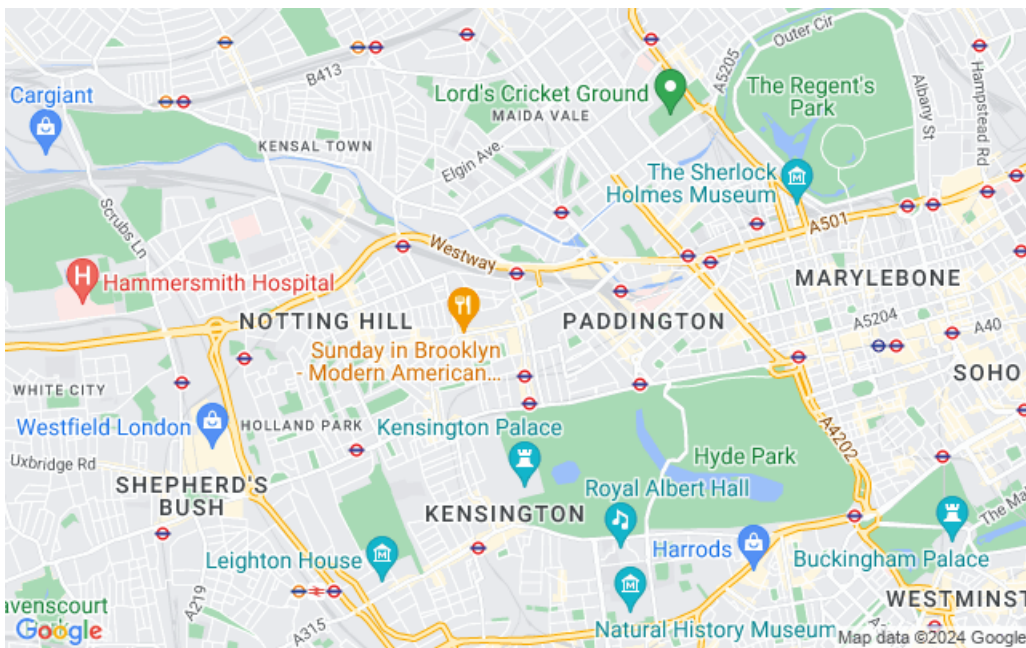 Outer Cir
B413
A5205
Albany St
Hampstead Rd
Cargiant
Lord's Cricket Ground
MAIDA VALE
The Regent's
Park
KENSAL TOWN
Elgin Ave.
The Sherlock
Holmes Museum
Scrubs Ln
A501
Westway
Hammersmith Hospital
MARYLEBONE
NOTTING HILL
PADDINGTON
A5204
A40
Sunday in Brooklyn
- Modern American...
SOHO
WHITE CITY
Westfield London
HOLLAND PARK
Kensington Palace
A4202
Uxbridge Rd
Hyde Park
SHEPHERD'S
BUSH
Royal Albert Hall
KENSINGTON
The Ma
Leighton House
Harrods
Buckingham Palace
A219
avenscourt
WESTMINST
Google
A315
Natural History Museum
Map data ©2024 Google